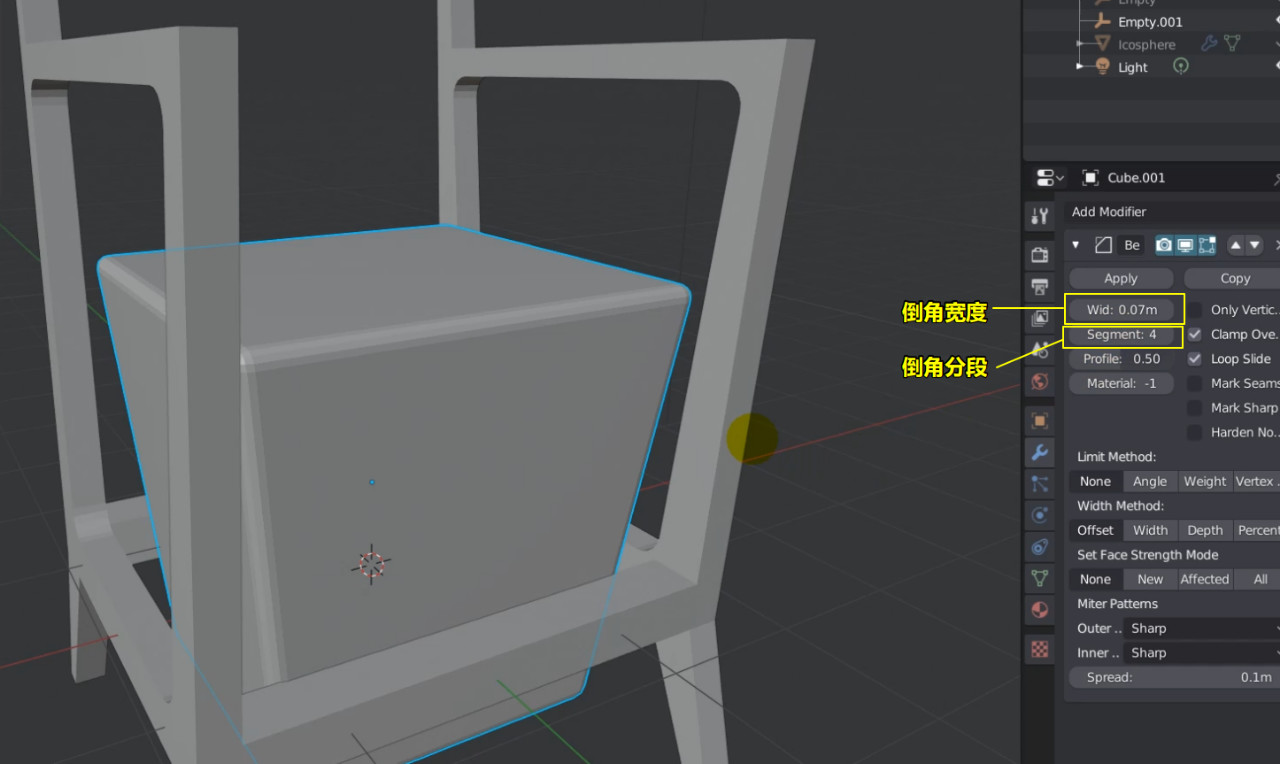 Empty
Empty.001
Icosphere
Light
Cube.001
Add Modifier
Be
Apply
Copy
倒角宽度
Wid: 0.07m
Only Vertic..
Segment: 4
Clamp Ove..
倒角分段
Profile: 0.50
Loop Slide
Material: -1
Mark Seams
Mark Sharp
Harden No..
Limit Method:
None Angle Weight Vertex ..
Width Method:
Offset Width Depth Percent
Set Face Strength Mode
None New Affected All
Miter Patterns
Outer .. Sharp
Inner .. Sharp
Spread: 0.1m